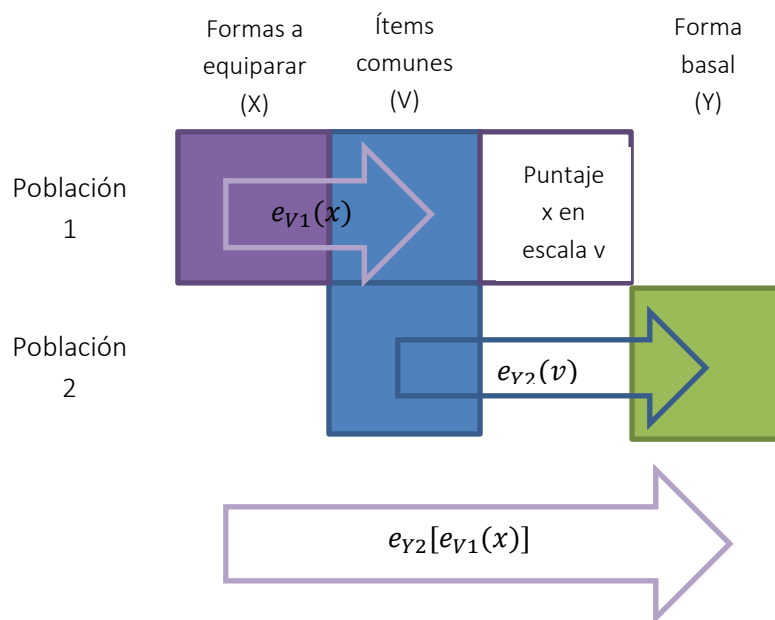 Formas a
equiparar
(X)
Ítems
comunes
(V)
Forma
basal
(Y)
Población
1
e_{V1}(x)
Puntaje
x en
escala v
Población
2
e_{Y2}(v)
e_{Y2}[e_{V1}(x)]